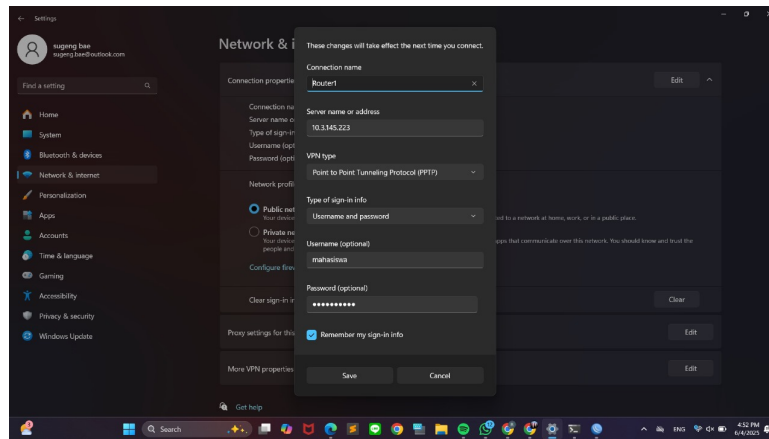 Settings
sugeng bae
sugeng.bae@outlook.com
Find a setting
Home
System
Bluetooth & devices
Network & internet
Personalization
Apps
Accounts
Time & language
Gaming
Accessibility
Privacy & security
Windows Update
Network & i
Connection propertie
Edit
Connection na
Server name o
Type of sign-in
Username (opt
Password (opti
Network profil
Public net
Your device
ed to a network at home, work, or in a public place.
Private ne
Your device
apps that communicate over this network. You should know and trust the
people and
Configure firew
Clear sign-in in
Clear
Proxy settings for this
Edit
More VPN properties
Edit
Get help
These changes will take effect the next time you connect.
Connection name
Router1
Server name or address
10.3.145.223
VPN type
Point to Point Tunneling Protocol (PPTP)
Type of sign-in info
Username and password
Username (optional)
mahasiswa
Password (optional)
••••••••••
Remember my sign-in info
Save
Cancel
Search
ENG
4:52 PM
6/4/2025